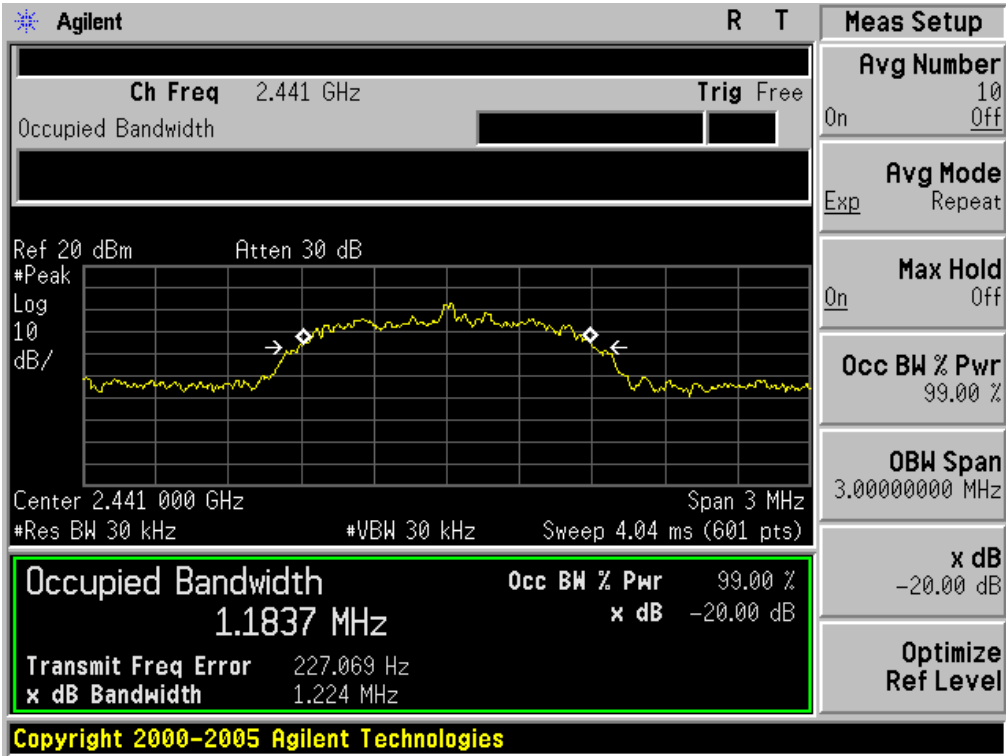 Agilent R T
Ch Freq 2.441 GHz Trig Free
Occupied Bandwidth
Ref 20 dBm Atten 30 dB
#Peak
Log
10
dB/
Center 2.441 000 GHz Span 3 MHz
#Res BW 30 kHz #VBW 30 kHz Sweep 4.04 ms (601 pts)
Occupied Bandwidth Occ BW % Pwr 99.00 %
1.1837 MHz x dB -20.00 dB
Transmit Freq Error 227.069 Hz
x dB Bandwidth 1.224 MHz
Copyright 2000-2005 Agilent Technologies
Meas Setup
Avg Number
10
On Off
Avg Mode
Exp Repeat
Max Hold
On Off
Occ BW % Pwr
99.00 %
OBW Span
3.00000000 MHz
x dB
-20.00 dB
Optimize
Ref Level